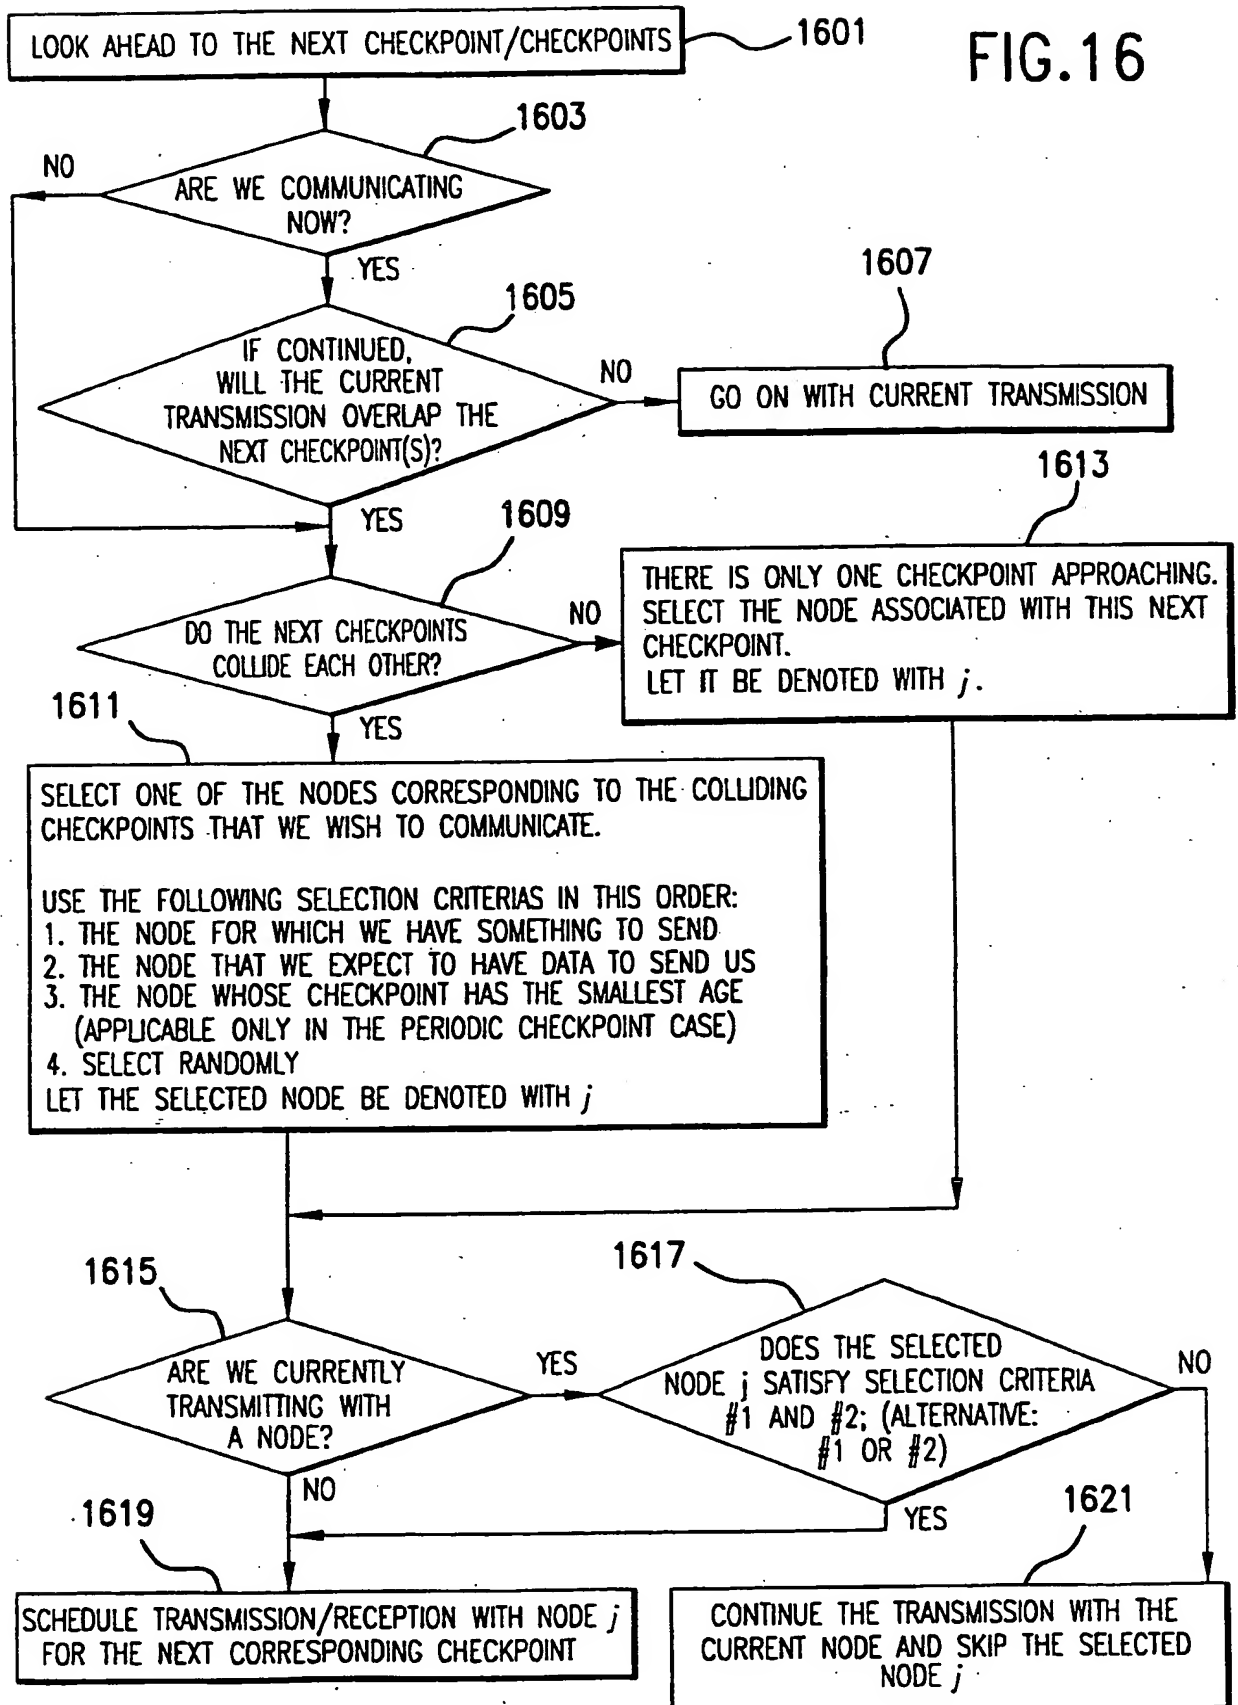 LOOK AHEAD TO THE NEXT CHECKPOINT/CHECKPOINTS
1601
FIG.16
1603
NO
ARE WE COMMUNICATING
NOW?
YES
1605
1607
IF CONTINUED,
WILL THE CURRENT
TRANSMISSION OVERLAP THE
NEXT CHECKPOINT(S)?
NO
GO ON WITH CURRENT TRANSMISSION
YES
1609
1613
DO THE NEXT CHECKPOINTS
COLLIDE EACH OTHER?
NO
THERE IS ONLY ONE CHECKPOINT APPROACHING.
SELECT THE NODE ASSOCIATED WITH THIS NEXT
CHECKPOINT.
LET IT BE DENOTED WITH j.
1611
YES
SELECT ONE OF THE NODES CORRESPONDING TO THE COLLIDING
CHECKPOINTS THAT WE WISH TO COMMUNICATE.
USE THE FOLLOWING SELECTION CRITERIAS IN THIS ORDER:
1. THE NODE FOR WHICH WE HAVE SOMETHING TO SEND
2. THE NODE THAT WE EXPECT TO HAVE DATA TO SEND US
3. THE NODE WHOSE CHECKPOINT HAS THE SMALLEST AGE
(APPLICABLE ONLY IN THE PERIODIC CHECKPOINT CASE)
4. SELECT RANDOMLY
LET THE SELECTED NODE BE DENOTED WITH j
1615
1617
ARE WE CURRENTLY
TRANSMITTING WITH
A NODE?
YES
DOES THE SELECTED
NODE j SATISFY SELECTION CRITERIA
#1 AND #2; (ALTERNATIVE:
#1 OR #2)
NO
NO
YES
1619
1621
SCHEDULE TRANSMISSION/RECEPTION WITH NODE j
FOR THE NEXT CORRESPONDING CHECKPOINT
CONTINUE THE TRANSMISSION WITH THE
CURRENT NODE AND SKIP THE SELECTED
NODE j